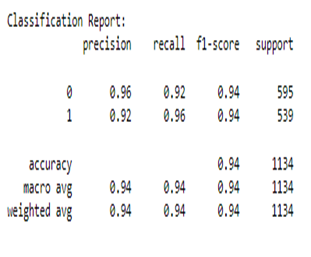 Classification Report:
precision recall f1-score support
0 0.96 0.92 0.94 595
1 0.92 0.96 0.94 539
accuracy 0.94 1134
macro avg 0.94 0.94 0.94 1134
weighted avg 0.94 0.94 0.94 1134